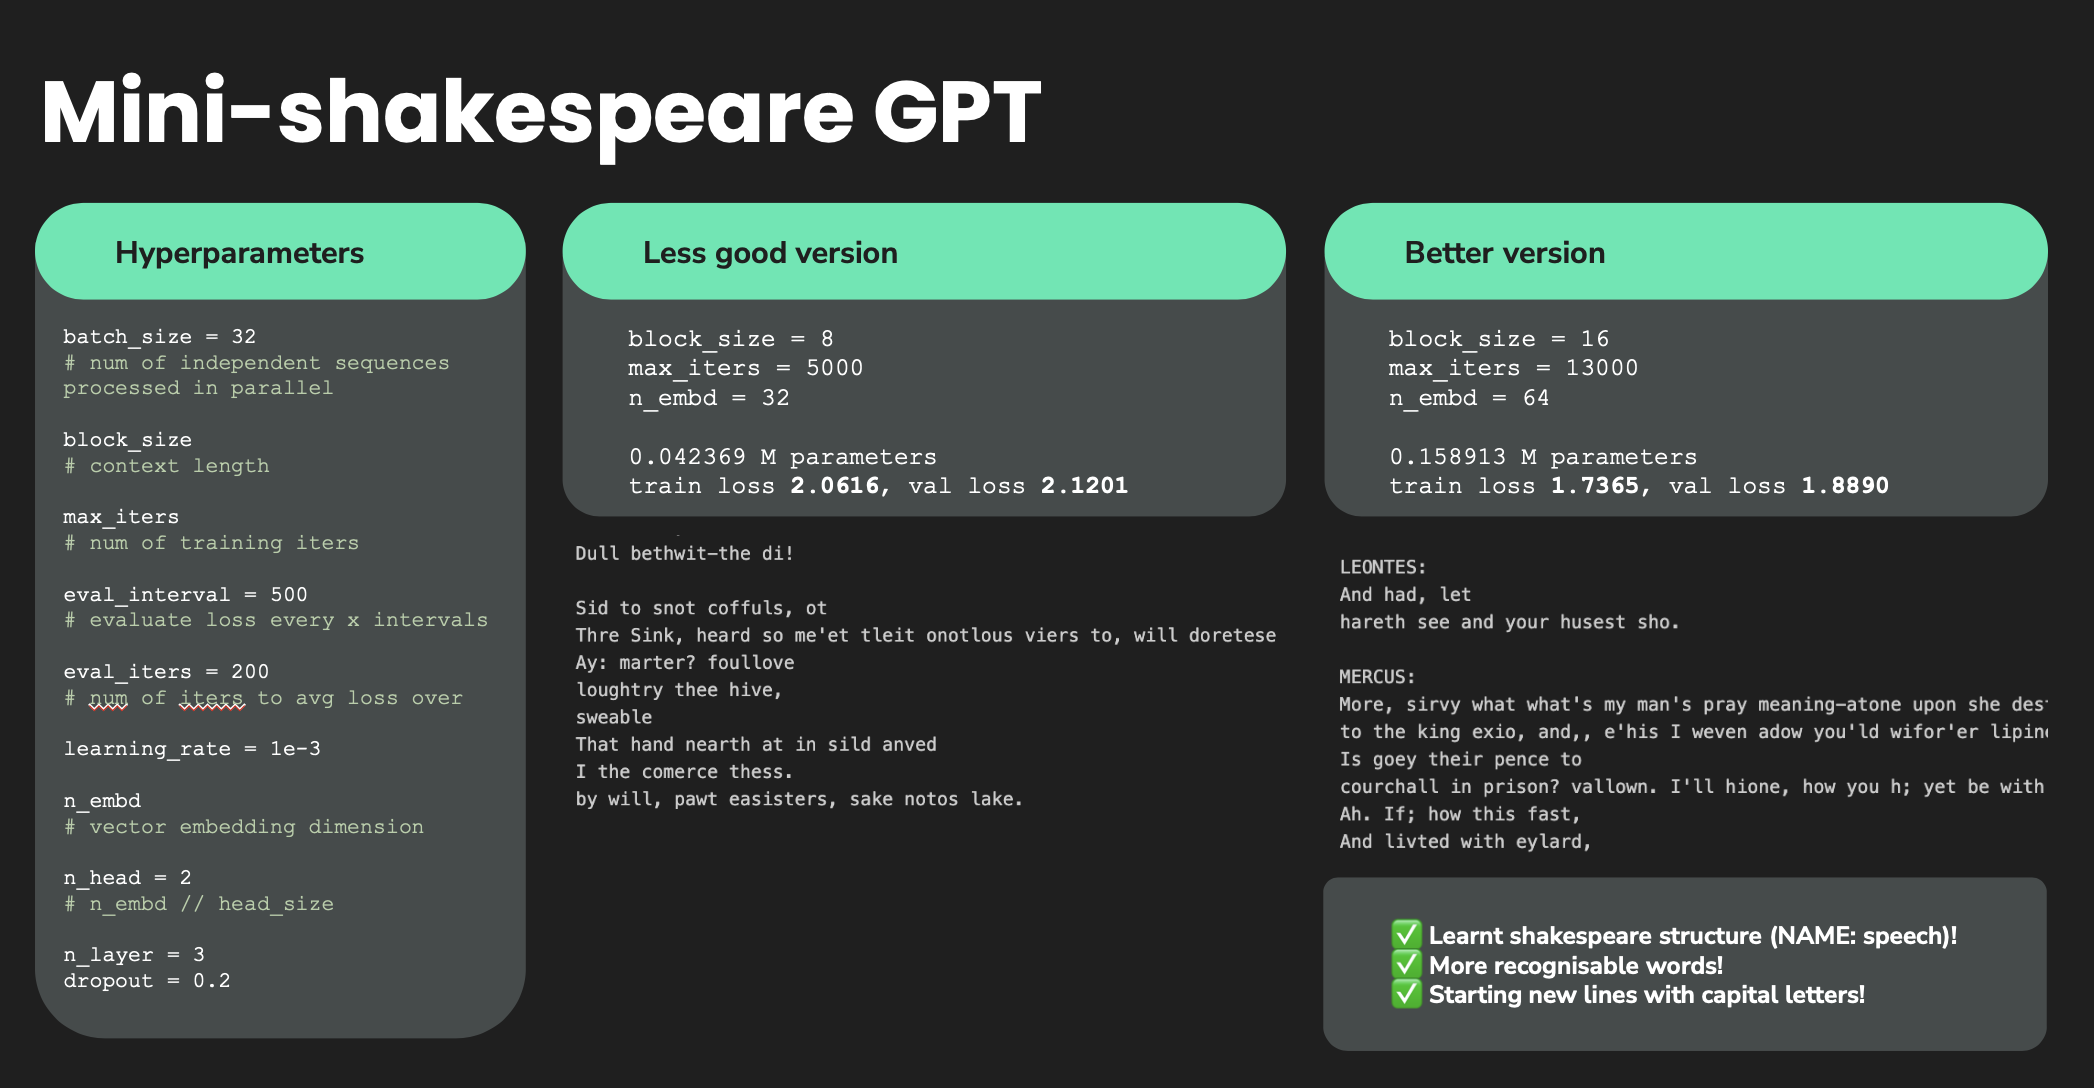 Mini-shakespeare GPT
Hyperparameters
batch_size = 32
# num of independent sequences
processed in parallel
block_size
# context length
max_iters
# num of training iters
eval_interval = 500
# evaluate loss every x intervals
eval_iters = 200
# num of iters to avg loss over
learning_rate = 1e-3
n_embd
# vector embedding dimension
n_head = 2
# n_embd // head_size
n_layer = 3
dropout = 0.2
Less good version
block_size = 8
max_iters = 5000
n_embd = 32
0.042369 M parameters
train loss 2.0616, val loss 2.1201
Dull bethwit-the di!
Sid to snot coffuls, ot
Thre Sink, heard so me'et tleit onotlous viers to, will doretese
Ay: marter? foullove
loughtry thee hive,
sweable
That hand nearth at in sild anved
I the comerce thess.
by will, pawt easisters, sake notos lake.
Better version
block_size = 16
max_iters = 13000
n_embd = 64
0.158913 M parameters
train loss 1.7365, val loss 1.8890
LEONTES:
And had, let
hareth see and your husest sho.
MERCUS:
More, sirvy what what's my man's pray meaning-atone upon she
to the king exio, and,, e'his I weven adow you'ld wifor'er
Is goey their pence to
courchall in prison? vallown. I'll hione, how you h; yet be with
Ah. If; how this fast,
And livted with eylard,
✅ Learnt shakespeare structure (NAME: speech)!
✅ More recognisable words!
✅ Starting new lines with capital letters!